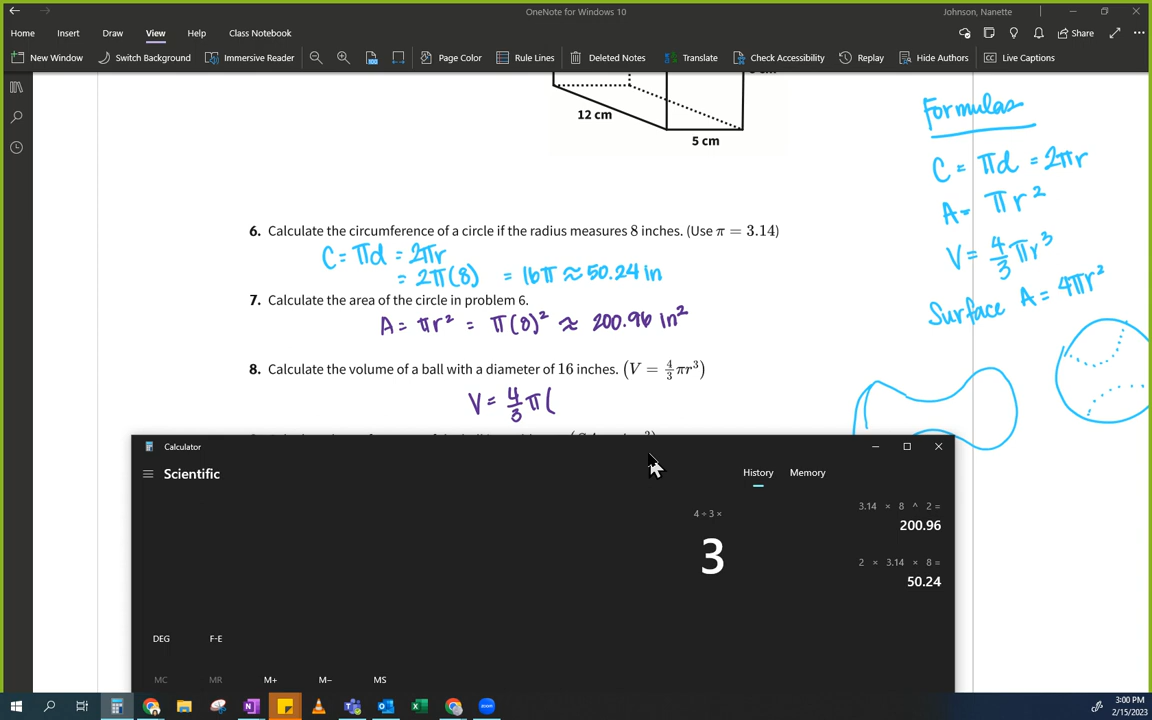 OneNote for Windows 10
Johnson, Nanette
Home Insert Draw View Help Class Notebook
Share
New Window Switch Background Immersive Reader 100 Page Color Rule Lines Deleted Notes Translate Check Accessibility Replay Hide Authors Live Captions
12 cm
5 cm
Formulas
C = πd = 2πr
A = πr²
V = 4/3 πr³
Surface A = 4πr²
6. Calculate the circumference of a circle if the radius measures 8 inches. (Use π = 3.14)
C = πd = 2πr
= 2π(8) = 16π ≈ 50.24 in
7. Calculate the area of the circle in problem 6.
A = πr² = π(8)² ≈ 200.96 in²
8. Calculate the volume of a ball with a diameter of 16 inches. (V = 4/3 πr³)
V = 4/3 π(
Calculator
Scientific
History Memory
4 ÷ 3 ×
3
3.14 × 8 ^ 2 =
200.96
2 × 3.14 × 8 =
50.24
DEG F-E
MC MR M+ M− MS
3:00 PM
2/15/2023